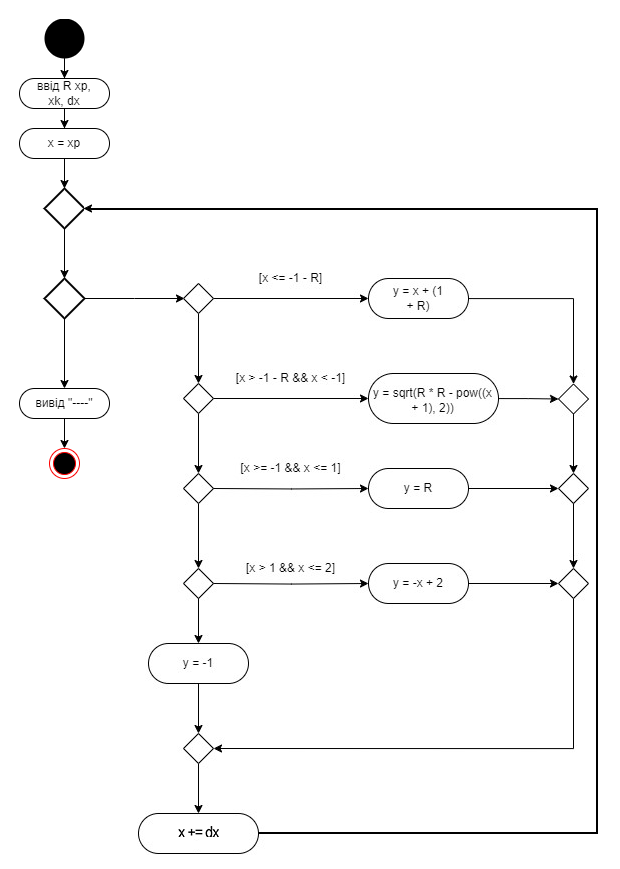 ввід R xp,
xk, dx
x = xp
[x <= -1 - R]
y = x + (1
+ R)
[x > -1 - R && x < -1]
y = sqrt(R * R - pow((x
+ 1), 2))
вивід "----"
[x >= -1 && x <= 1]
y = R
[x > 1 && x <= 2]
y = -x + 2
y = -1
x += dx